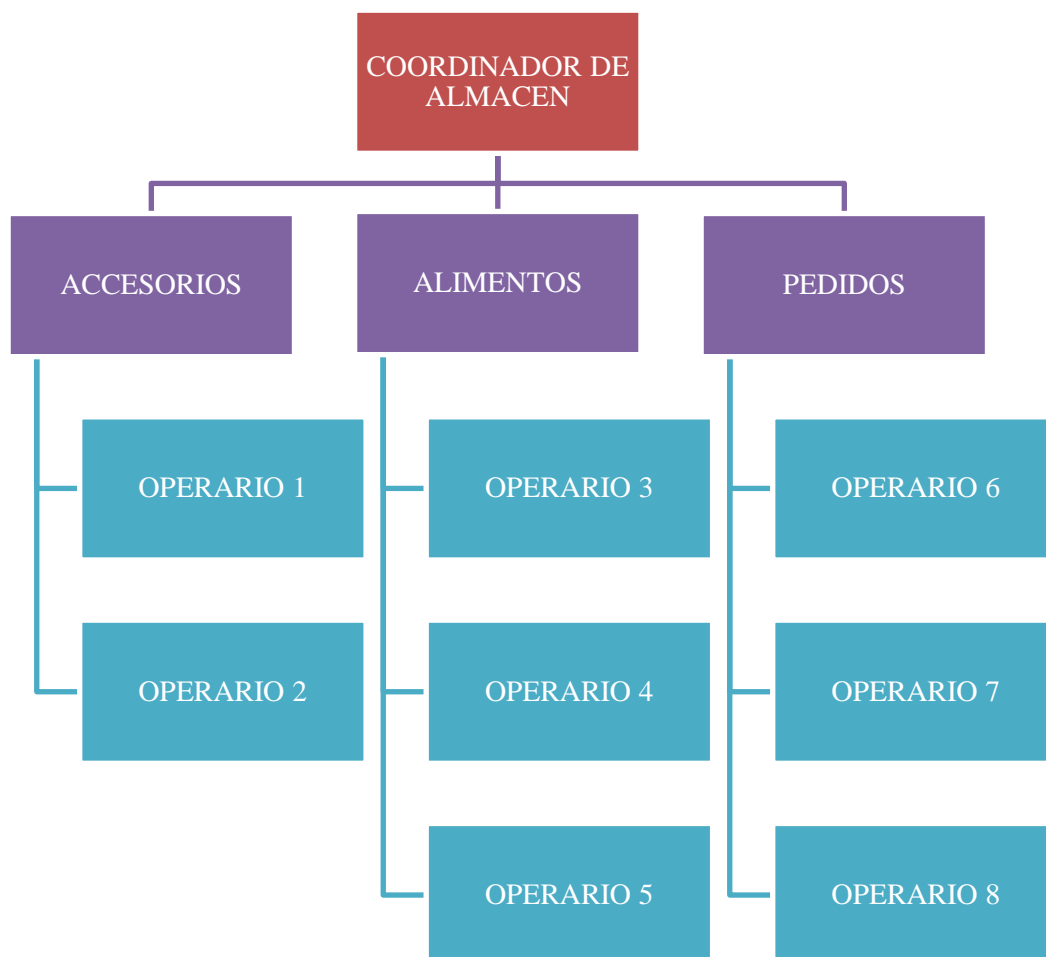 COORDINADOR DE
ALMACEN
ACCESORIOS
ALIMENTOS
PEDIDOS
OPERARIO 1
OPERARIO 3
OPERARIO 6
OPERARIO 2
OPERARIO 4
OPERARIO 7
OPERARIO 5
OPERARIO 8